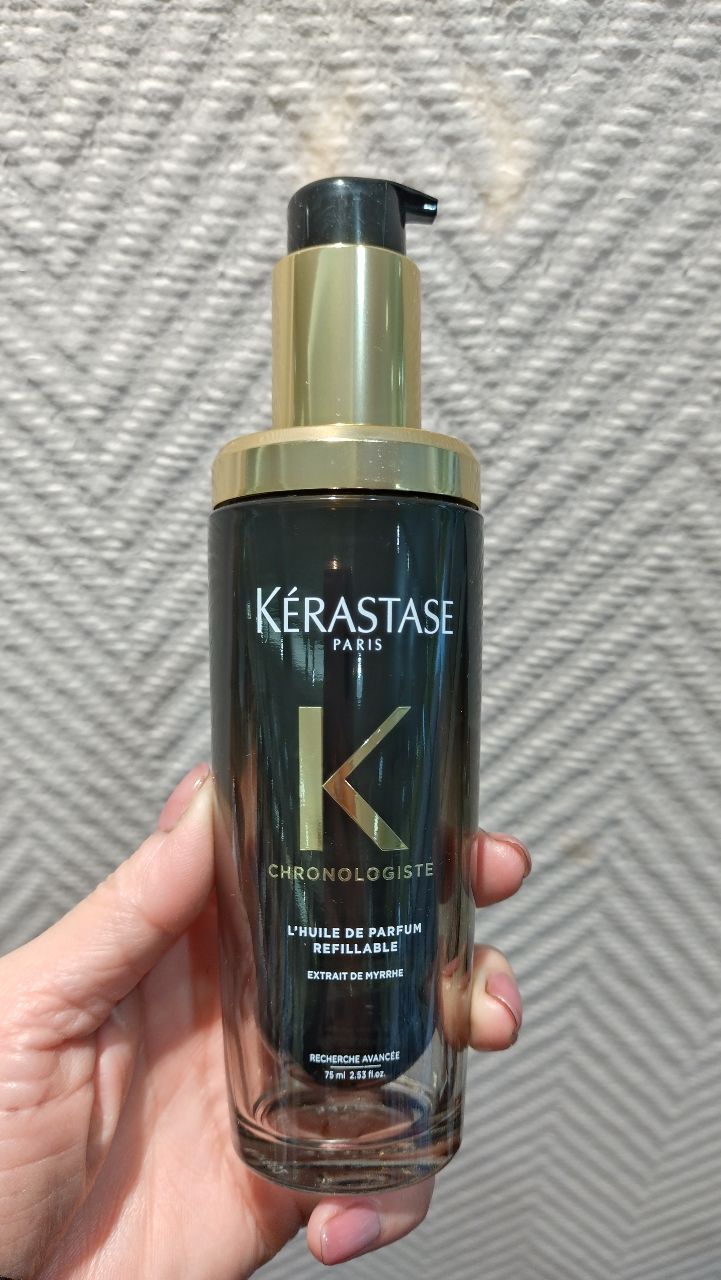 KÉRASTASE
PARIS
K
CHRONOLOGISTE
L'HUILE DE PARFUM
REFILLABLE
EXTRAIT DE MYRRHE
RECHERCHE AVANCÉE
75 ml 2.53 fl.oz.